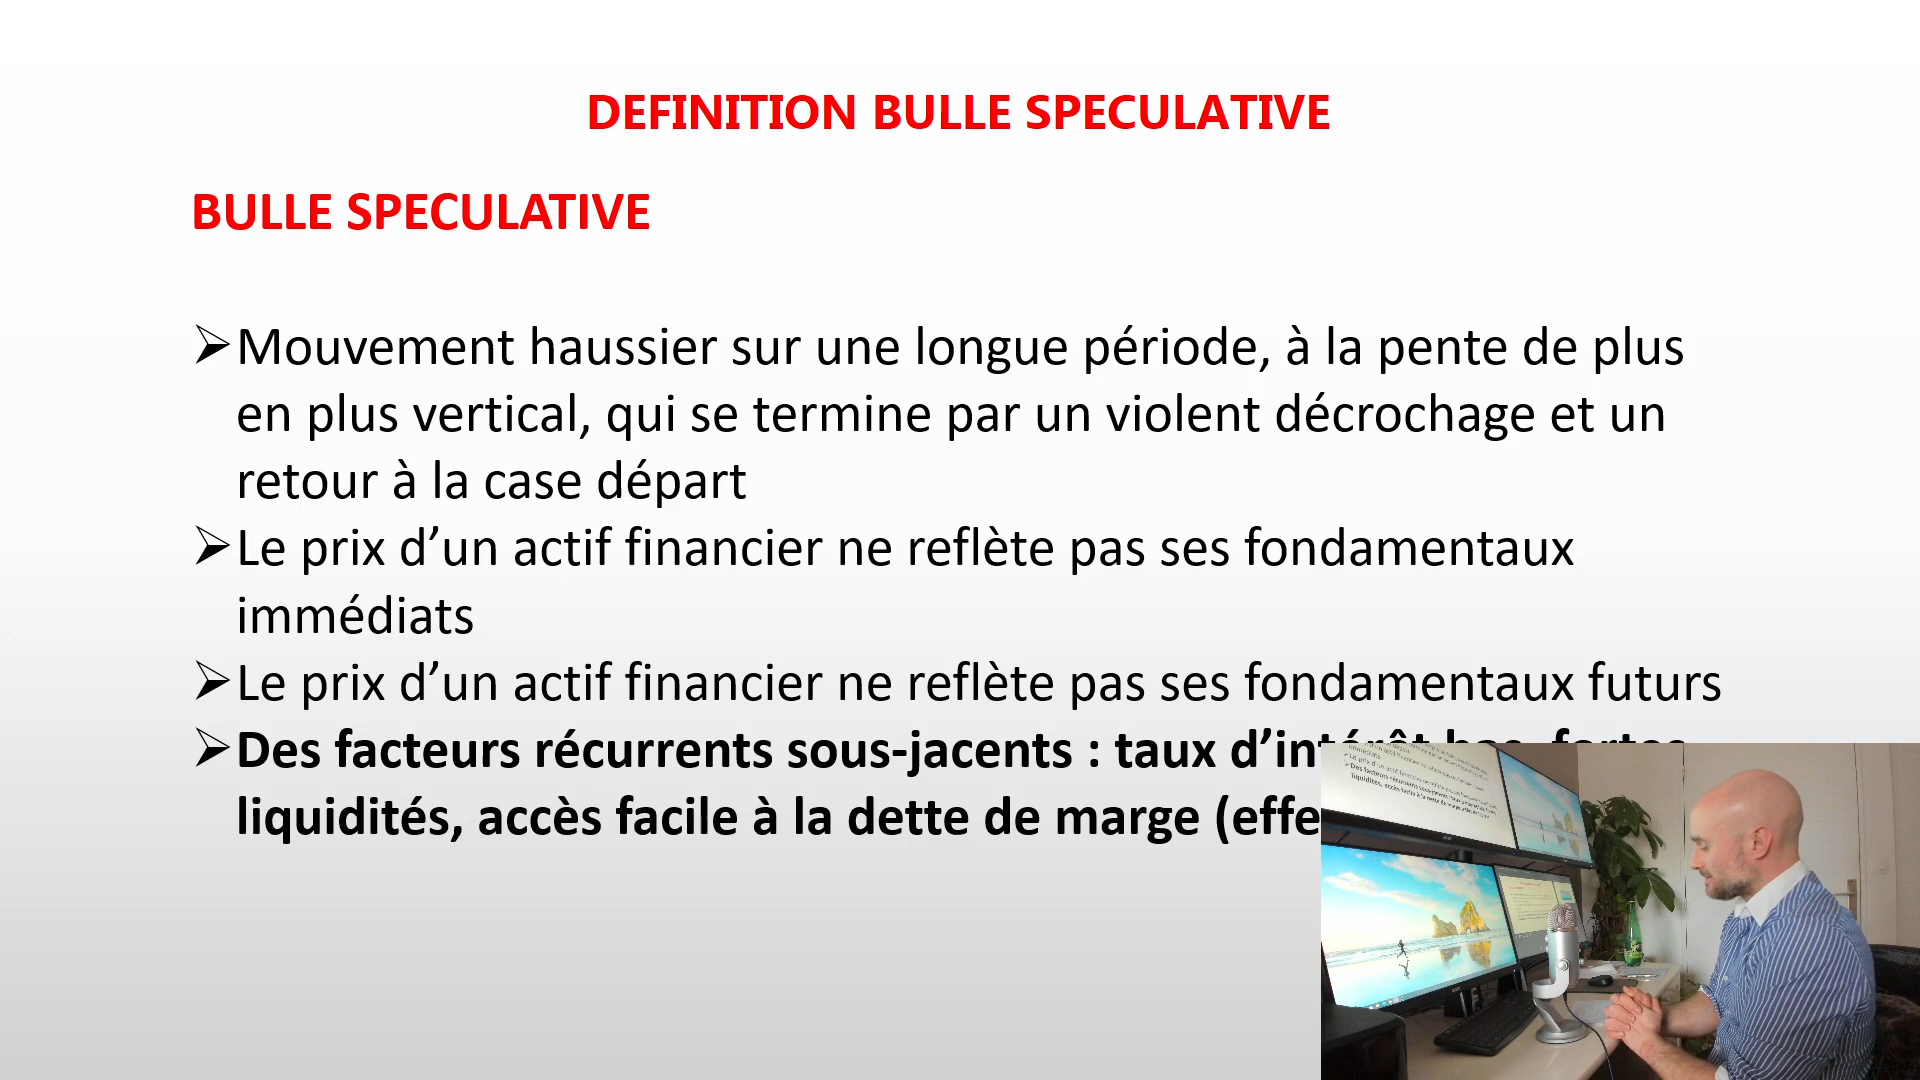 DEFINITION BULLE SPECULATIVE
BULLE SPECULATIVE
➢Mouvement haussier sur une longue période, à la pente de plus
en plus vertical, qui se termine par un violent décrochage et un
retour à la case départ
➢Le prix d’un actif financier ne reflète pas ses fondamentaux
immédiats
➢Le prix d’un actif financier ne reflète pas ses fondamentaux futurs
➢Des facteurs récurrents sous-jacents : taux d’intérêt bas, fortes
liquidités, accès facile à la dette de marge